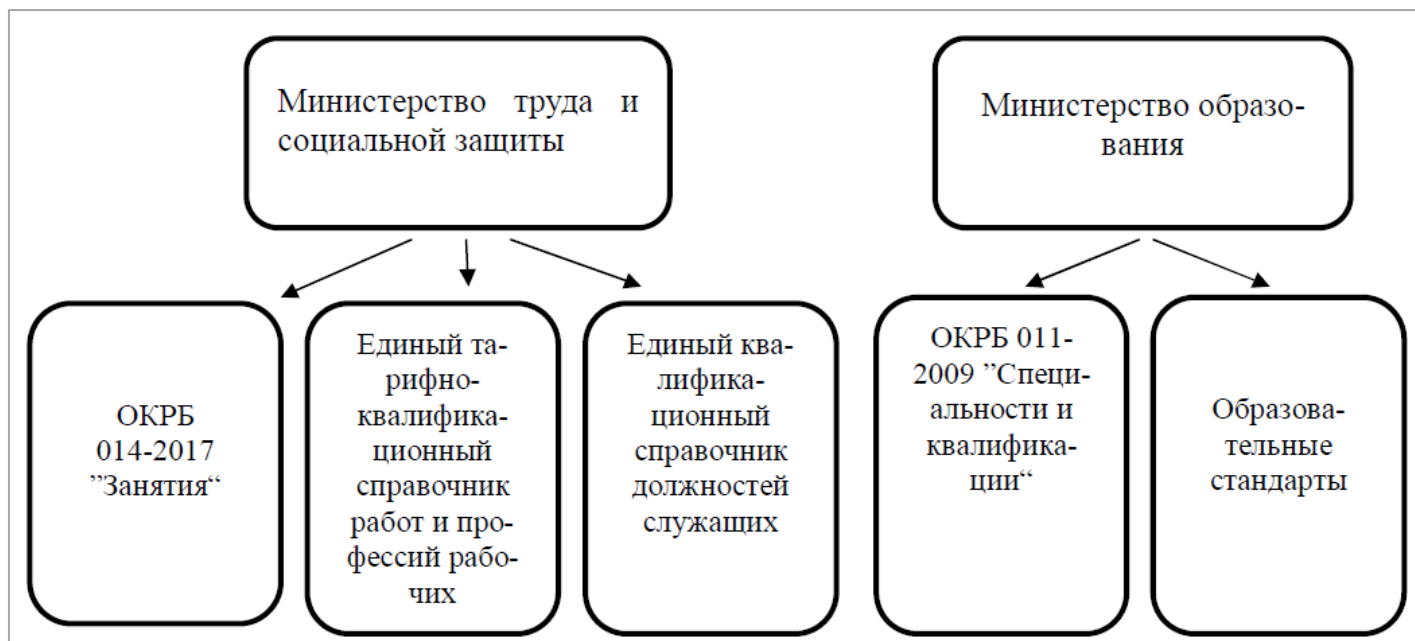 Министерство труда и
социальной защиты
Министерство образо-
вания
ОКРБ
014-2017
”Занятия“
Единый та-
рифно-
квалифика-
ционный
справочник
работ и про-
фессий рабо-
чих
Единый ква-
лифика-
ционный
справочник
должностей
служащих
ОКРБ 011-
2009 ”Специ-
альности и
квалифика-
ции“
Образова-
тельные
стандарты